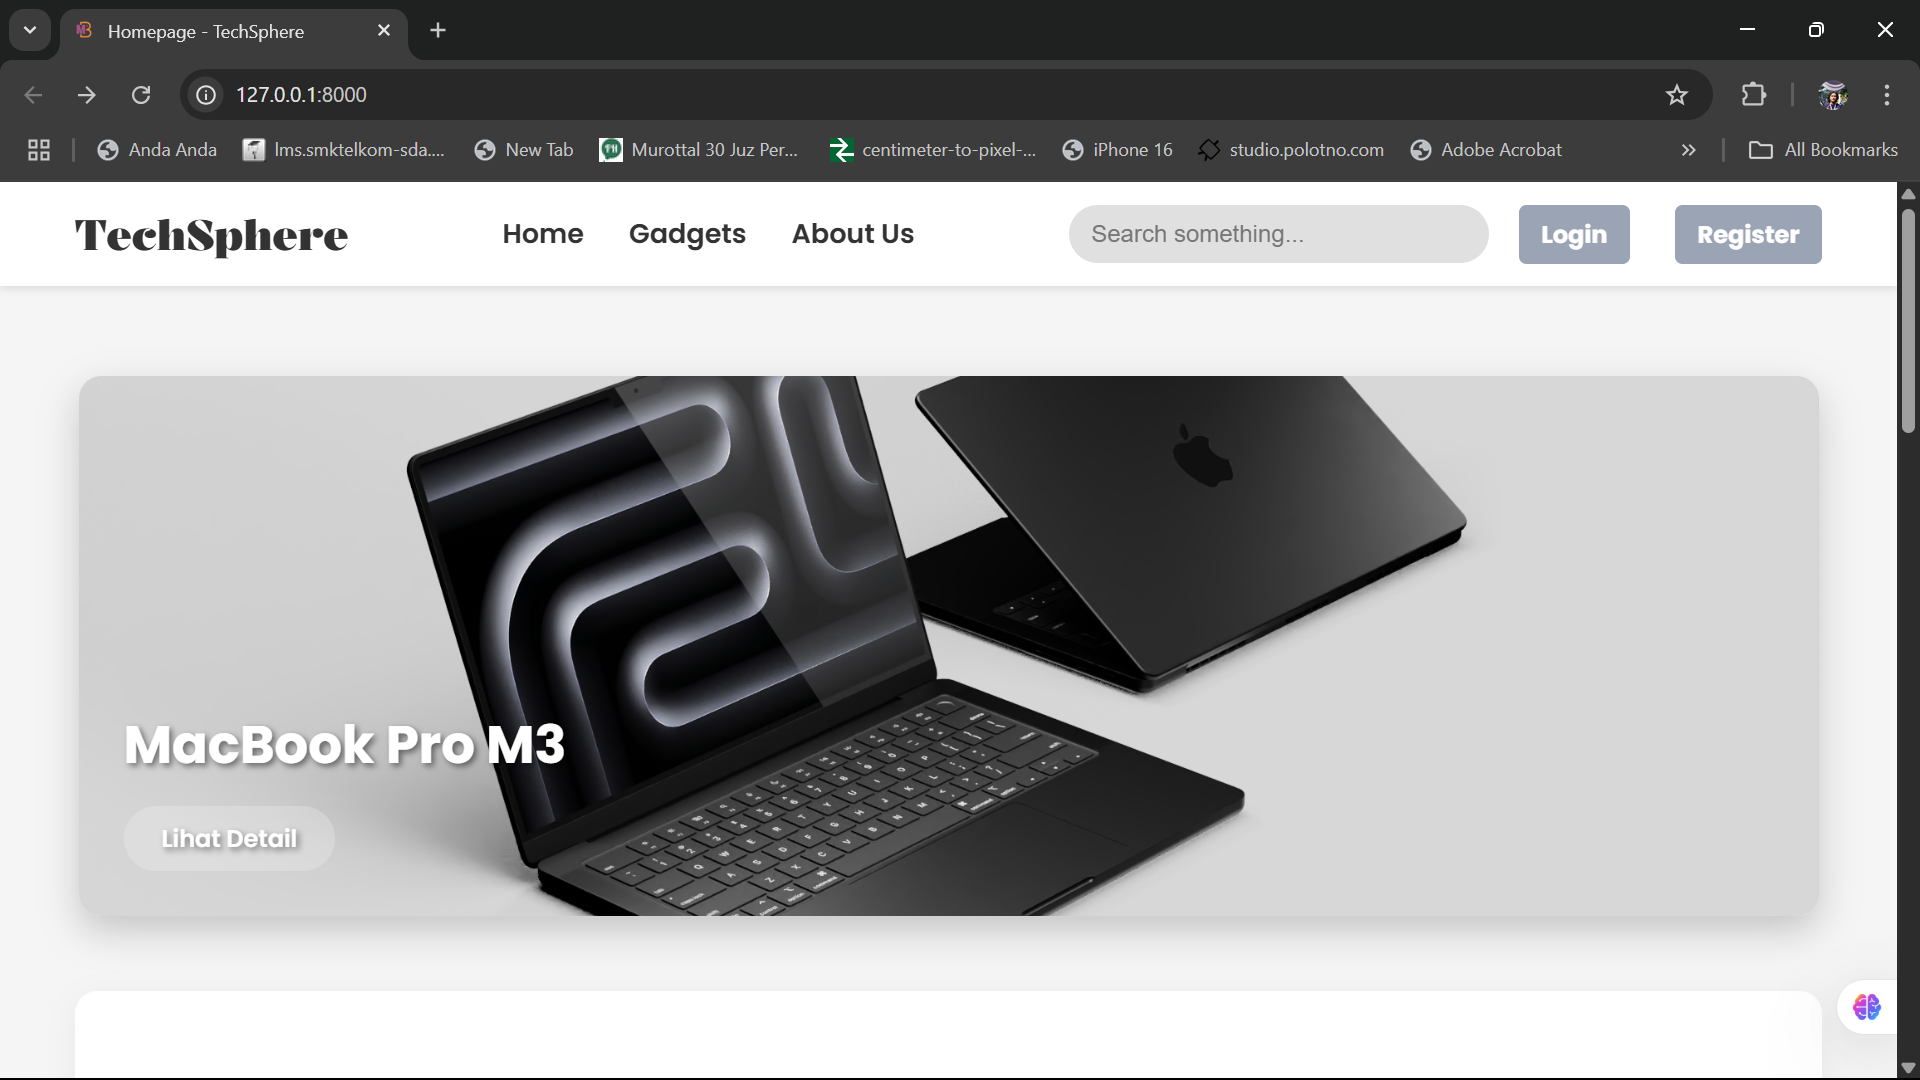 Homepage - TechSphere
127.0.0.1:8000
Anda Anda
lms.smktelkom-sda....
New Tab
Murottal 30 Juz Per...
centimeter-to-pixel-...
iPhone 16
studio.polotno.com
Adobe Acrobat
All Bookmarks
TechSphere
Home
Gadgets
About Us
Search something...
Login
Register
MacBook Pro M3
Lihat Detail